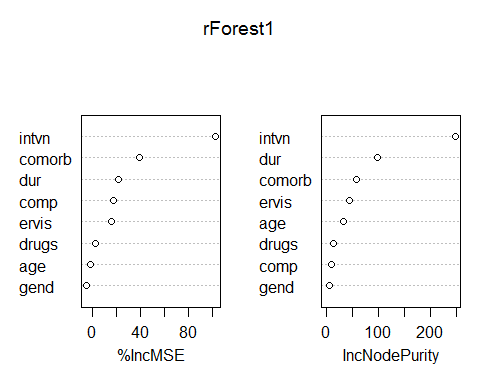 rForest1
intvn
comorb
dur
comp
ervis
drugs
age
gend
0 40 80
%IncMSE
intvn
dur
comorb
ervis
age
drugs
comp
gend
0 100 200
IncNodePurity